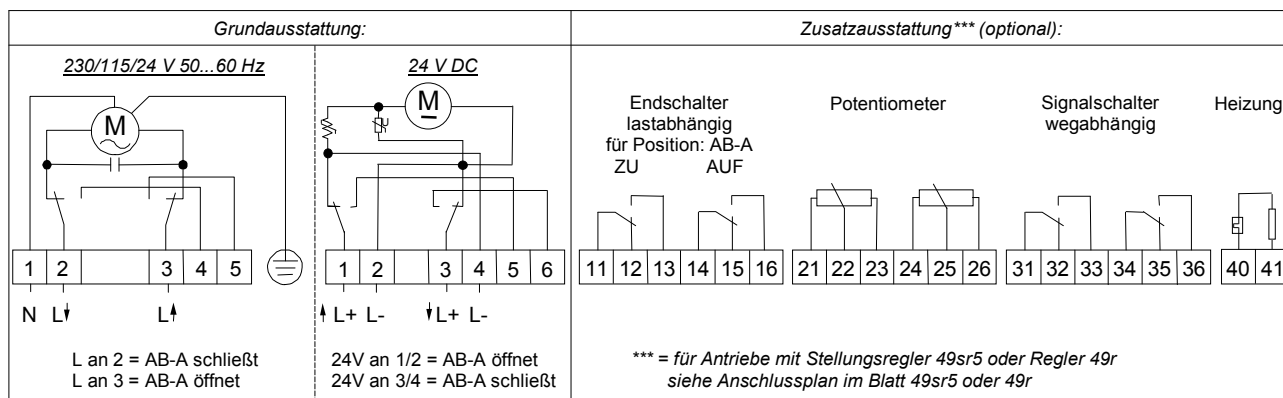 Grundausstattung:
Zusatzausstattung*** (optional):
230/115/24 V 50...60 Hz
24 V DC
M
M
Endschalter
lastabhängig
für Position: AB-A
ZU AUF
Potentiometer
Signalschalter
wegabhängig
Heizung
1 2 3 4 5
1 2 3 4 5 6
11 12 13 14 15 16
21 22 23 24 25 26
31 32 33 34 35 36
40 41
N L L
L+ L- L+ L-
L an 2 = AB-A schließt
L an 3 = AB-A öffnet
24V an 1/2 = AB-A öffnet
24V an 3/4 = AB-A schließt
*** = für Antriebe mit Stellungsregler 49sr5 oder Regler 49r
siehe Anschlussplan im Blatt 49sr5 oder 49r